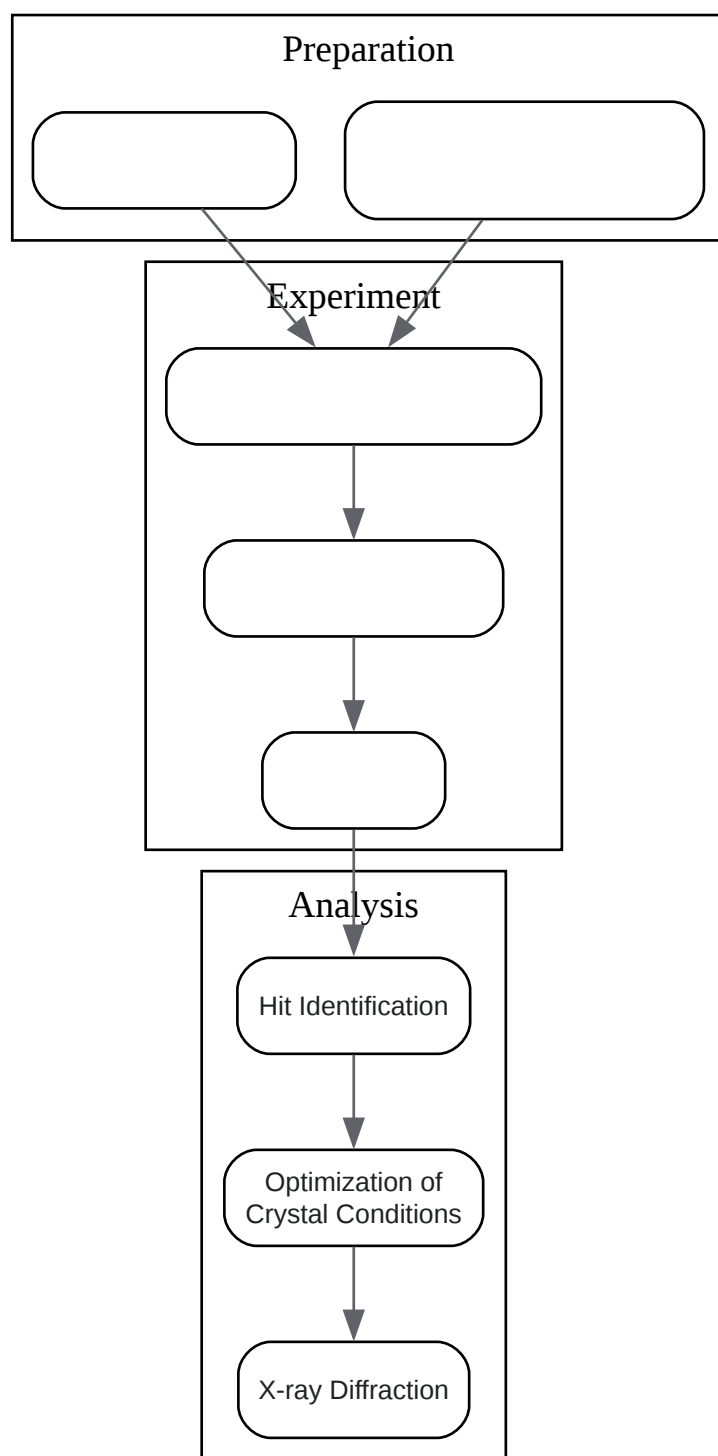 Preparation
Experiment
Analysis
Hit Identification
Optimization of
Crystal Conditions
X-ray Diffraction